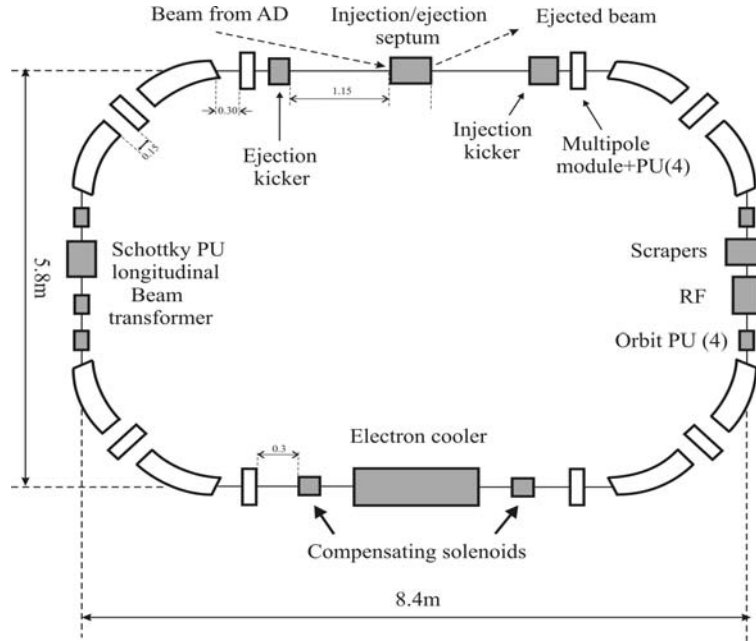 Beam from AD
Injection/ejection
septum
Ejected beam
0.30
1.15
Ejection
kicker
Injection
kicker
Multipole
module+PU(4)
0.15
5.8m
Schottky PU
longitudinal
Beam
transformer
Scrapers
RF
Orbit PU (4)
Electron cooler
0.3
Compensating solenoids
8.4m